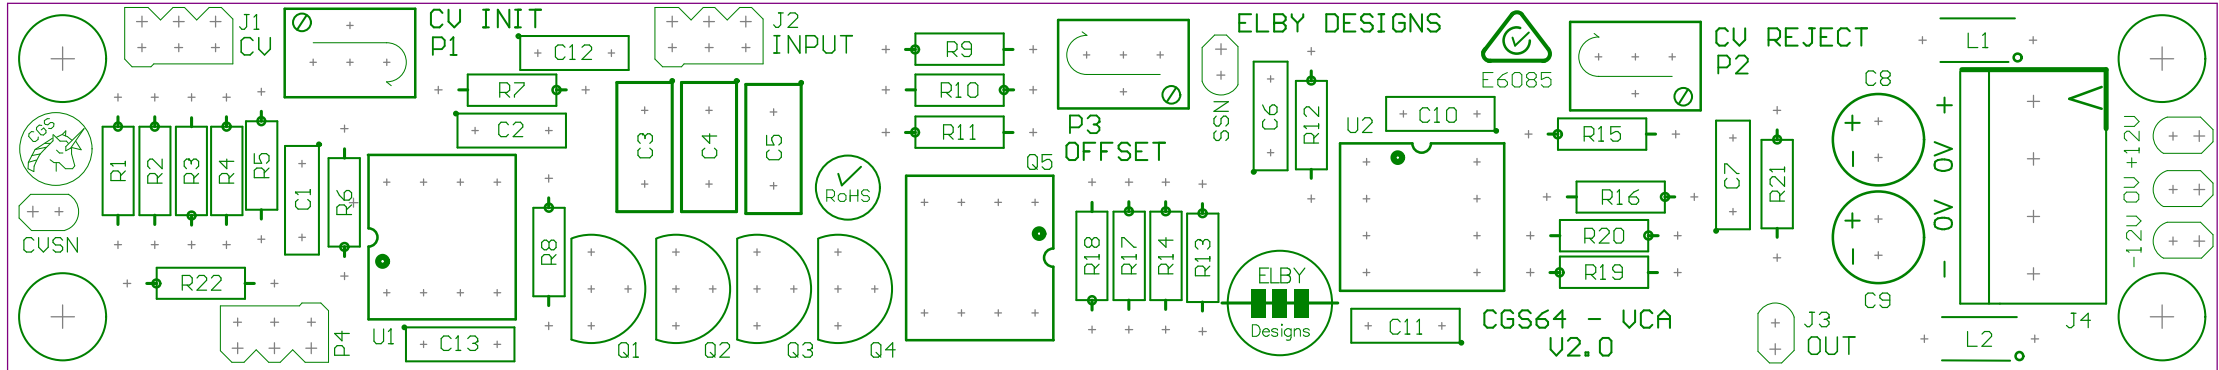 J1
CV
CV INIT
P1
C12
J2
INPUT
R9
ELBY DESIGNS
E6085
CV REJECT
P2
L1
R7
R10
C8
C2
R11
P3
OFFSET
SSN
C6
R12
U2
C10
R15
CGS
R1
R2
R3
R4
R5
C1
R6
C3
C4
C5
RoHS
Q5
R16
C7
R21
+
-
0V
+
0V
+12V
0V
-12V
CVSN
R8
R18
R17
R14
R13
R20
R19
+
-
0V
-
R22
ELBY
Designs
C9
P4
U1
C13
Q1
Q2
Q3
Q4
C11
CGS64 - VCA
V2.0
J3
OUT
L2
J4